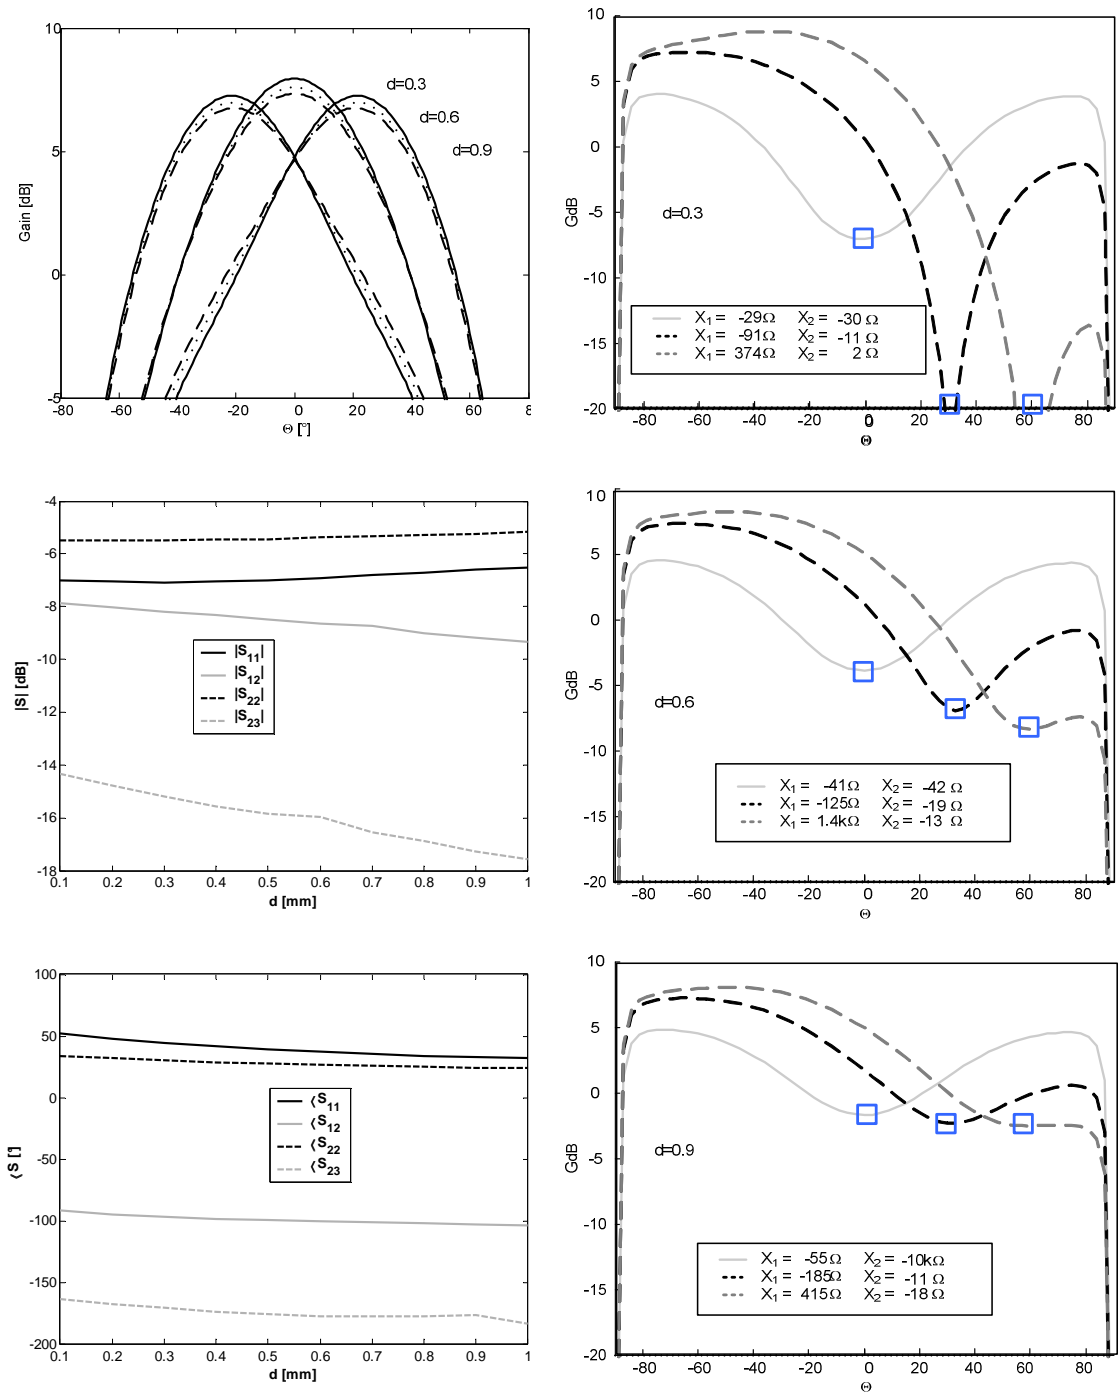 10
5
0
-5
Gain [dB]
-80 -60 -40 -20 0 20 40 60 8
Θ [°]
d=0.3
d=0.6
d=0.9
10
5
0
-5
-10
-15
-20
GdB
d=0.3
X1 = -29Ω X2 = -30 Ω
X1 = -91Ω X2 = -11 Ω
X1 = 374Ω X2 = 2 Ω
-80 -60 -40 -20 0 20 40 60 80
Θ
-4
-6
-8
-10
-12
-14
-16
-18
|S| [dB]
|S11|
|S12|
|S22|
|S23|
0.1 0.2 0.3 0.4 0.5 0.6 0.7 0.8 0.9 1
d [mm]
10
5
0
-5
-10
-15
-20
GdB
d=0.6
X1 = -41Ω X2 = -42 Ω
X1 = -125Ω X2 = -19 Ω
X1 = 1.4kΩ X2 = -13 Ω
-80 -60 -40 -20 0 20 40 60 80
Θ
100
50
0
-50
-100
-150
-200
⟨S [°]
⟨S11
⟨S12
⟨S22
⟨S23
0.1 0.2 0.3 0.4 0.5 0.6 0.7 0.8 0.9 1
d [mm]
10
5
0
-5
-10
-15
-20
GdB
d=0.9
X1 = -55Ω X2 = -10kΩ
X1 = -185Ω X2 = -11 Ω
X1 = 415Ω X2 = -18 Ω
-80 -60 -40 -20 0 20 40 60 80
Θ